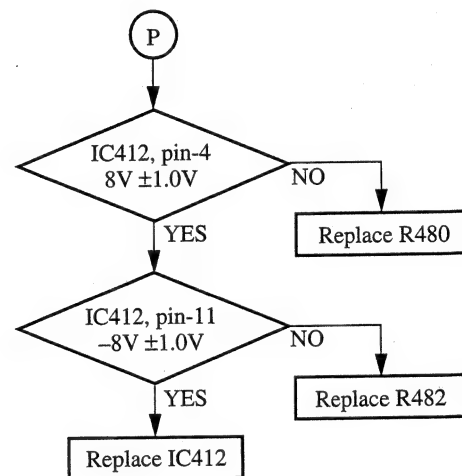 P
IC412, pin-4
8V ±1.0V
NO
YES
Replace R480
IC412, pin-11
–8V ±1.0V
NO
YES
Replace R482
Replace IC412